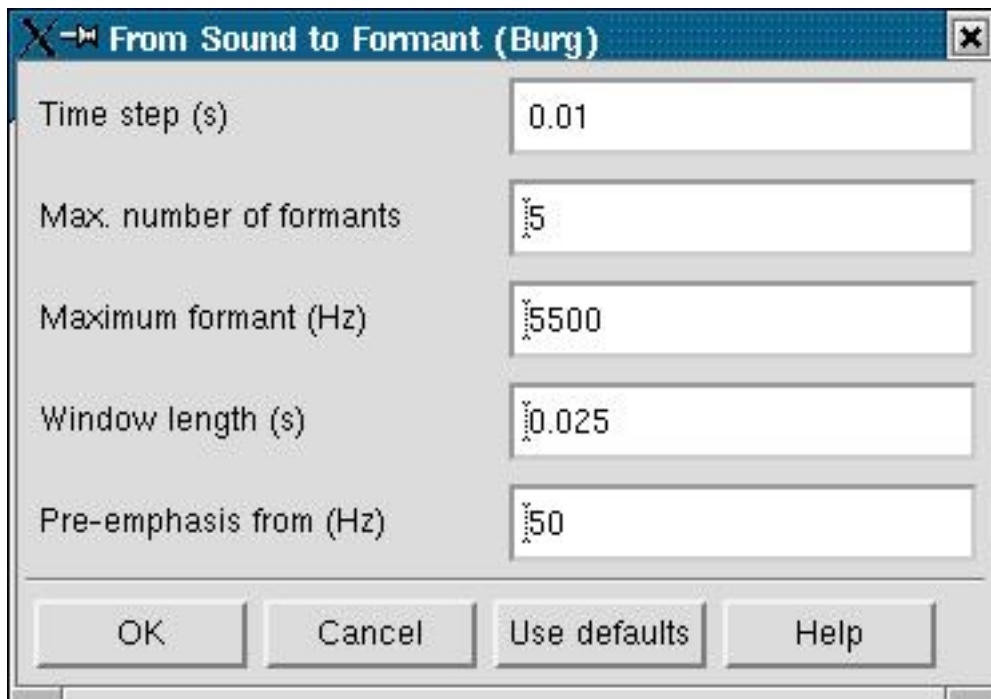 From Sound to Formant (Burg)
Time step (s) 0.01
Max. number of formants 5
Maximum formant (Hz) 5500
Window length (s) 0.025
Pre-emphasis from (Hz) 50
OK Cancel Use defaults Help